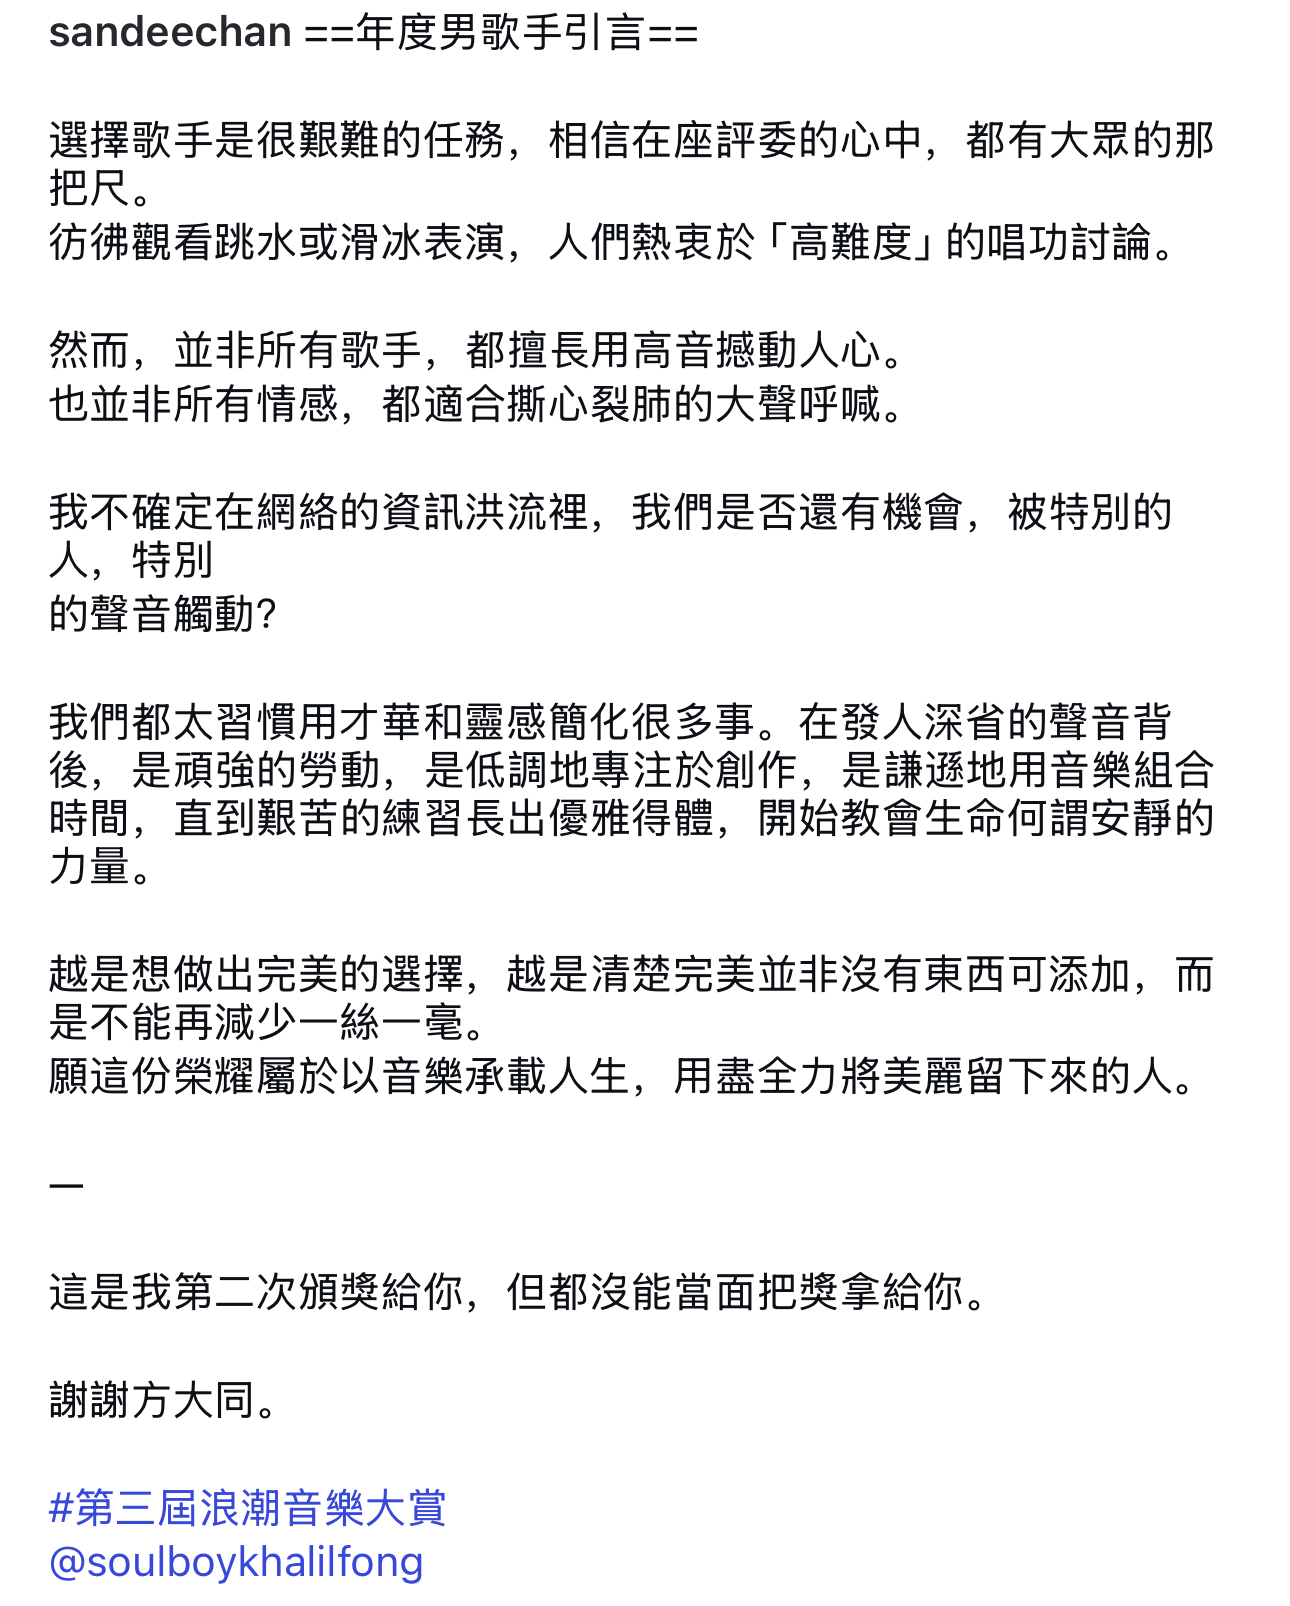 sandeechan ==年度男歌手引言==
選擇歌手是很艱難的任務，相信在座評委的心中，都有大眾的那
把尺。
彷彿觀看跳水或滑冰表演，人們熱衷於「高難度」的唱功討論。
然而，並非所有歌手，都擅長用高音撼動人心。
也並非所有情感，都適合撕心裂肺的大聲呼喊。
我不確定在網絡的資訊洪流裡，我們是否還有機會，被特別的
人，特別
的聲音觸動?
我們都太習慣用才華和靈感簡化很多事。在發人深省的聲音背
後，是頑強的勞動，是低調地專注於創作，是謙遜地用音樂組合
時間，直到艱苦的練習長出優雅得體，開始教會生命何謂安靜的
力量。
越是想做出完美的選擇，越是清楚完美並非沒有東西可添加，而
是不能再減少一絲一毫。
願這份榮耀屬於以音樂承載人生，用盡全力將美麗留下來的人。
—
這是我第二次頒獎給你，但都沒能當面把獎拿給你。
謝謝方大同。
#第三屆浪潮音樂大賞
@soulboykhalilfong